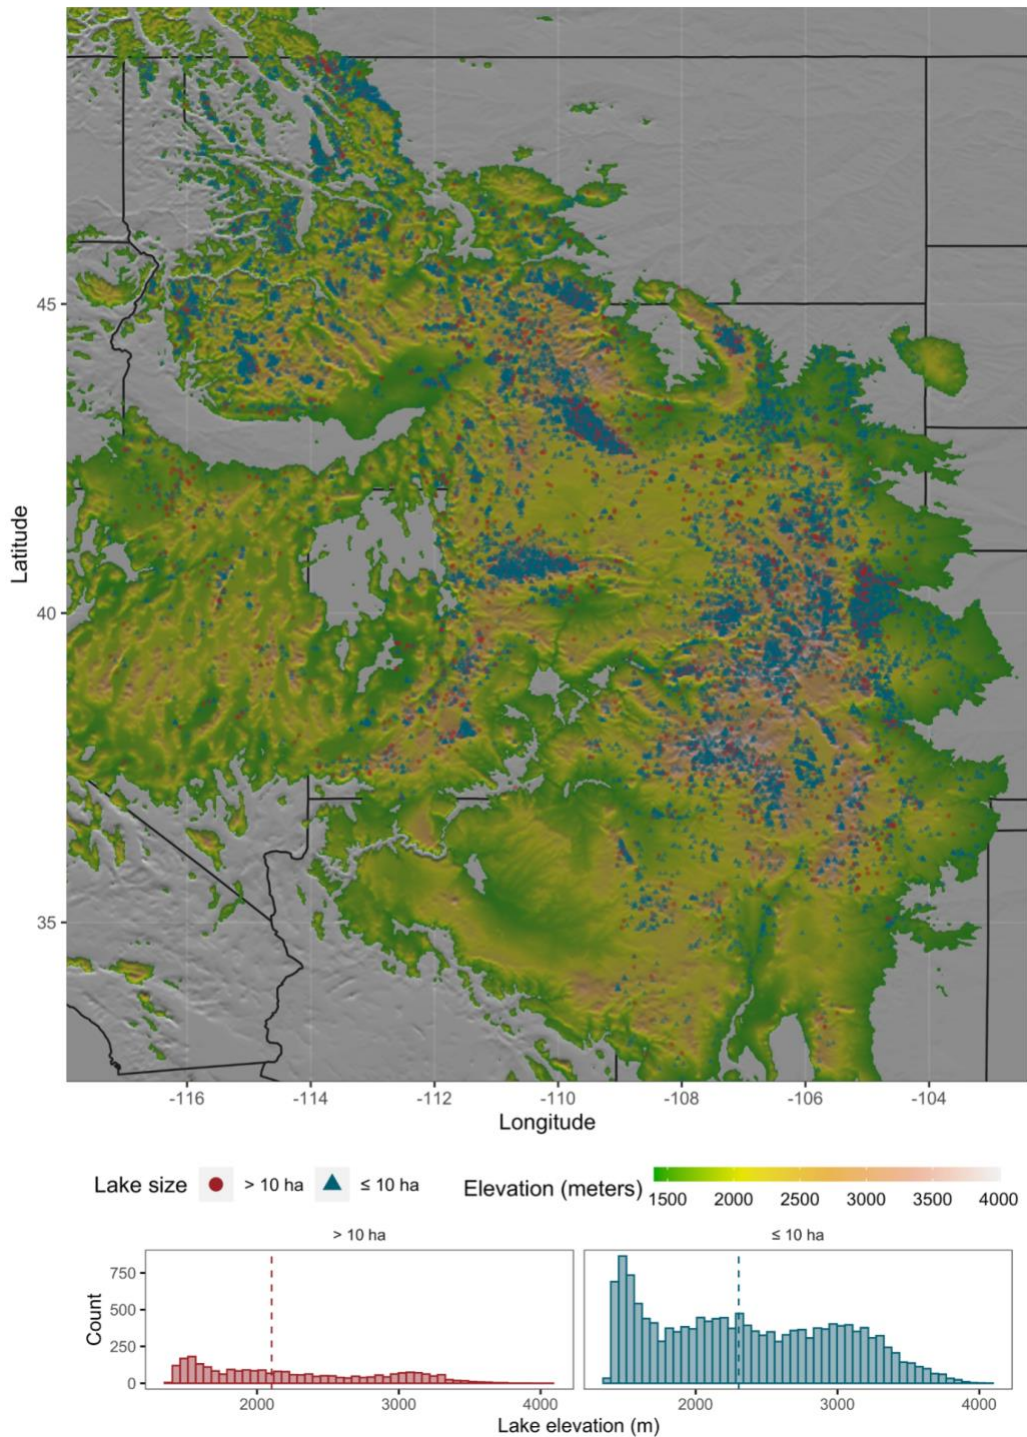 45
40
35
Latitude
-116 -114 -112 -110 -108 -106 -104
Longitude
Lake size > 10 ha ≤ 10 ha Elevation (meters) 1500 2000 2500 3000 3500 4000
> 10 ha ≤ 10 ha
750
500
250
0
Count
2000 3000 4000 2000 3000 4000
Lake elevation (m)